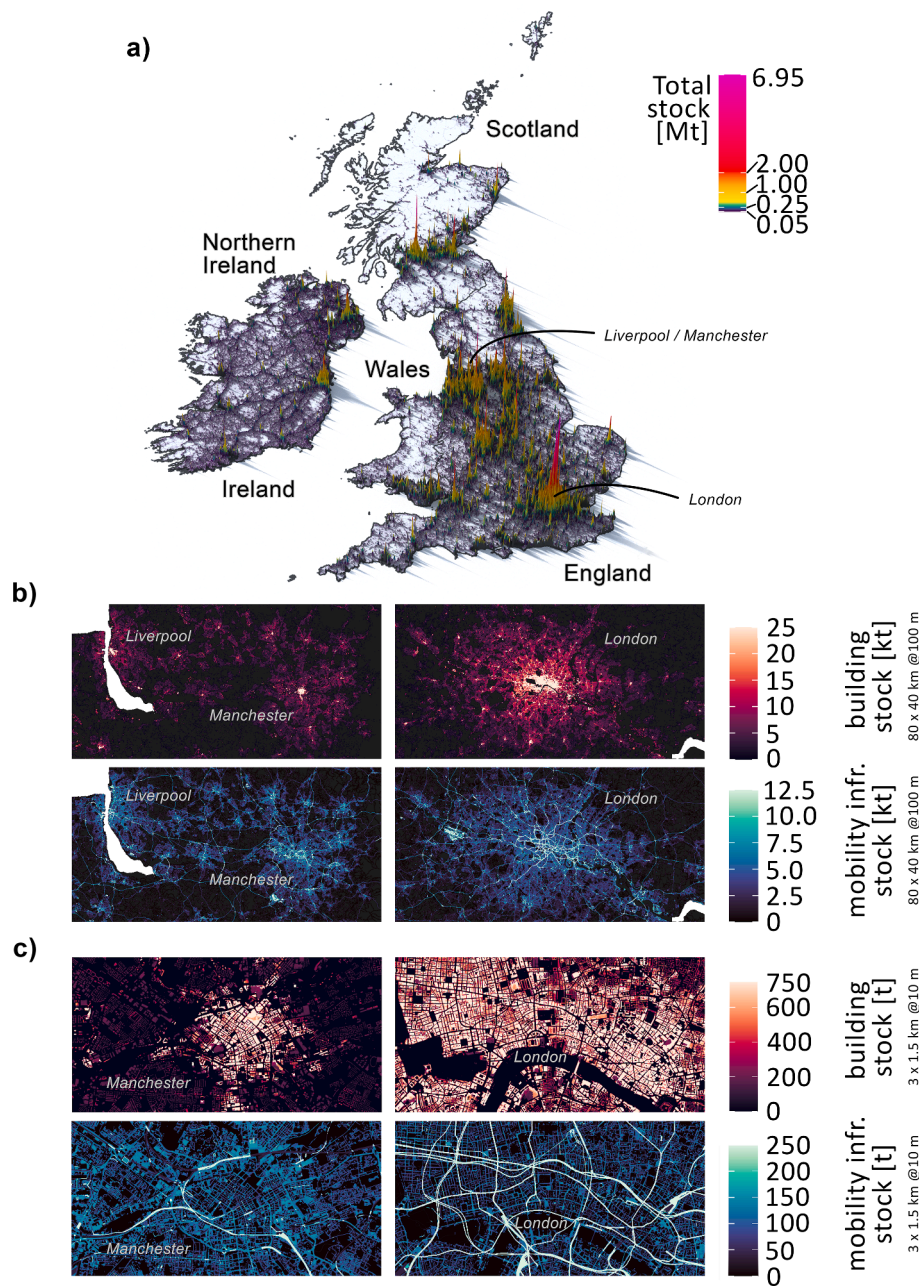 a)
Total
stock
[Mt]
6.95
2.00
1.00
0.25
0.05
Scotland
Northern
Ireland
Liverpool / Manchester
Wales
Ireland
London
England
b)
Liverpool
Manchester
London
25
20
15
10
5
0
building
stock [kt]
80 x 40 km @100 m
Liverpool
Manchester
London
12.5
10.0
7.5
5.0
2.5
0.0
mobility infr.
stock [kt]
80 x 40 km @100 m
c)
Manchester
London
750
600
400
200
0
building
stock [t]
3 x 1.5 km @10 m
Manchester
London
250
200
150
100
50
0
mobility infr.
stock [t]
3 x 1.5 km @10 m